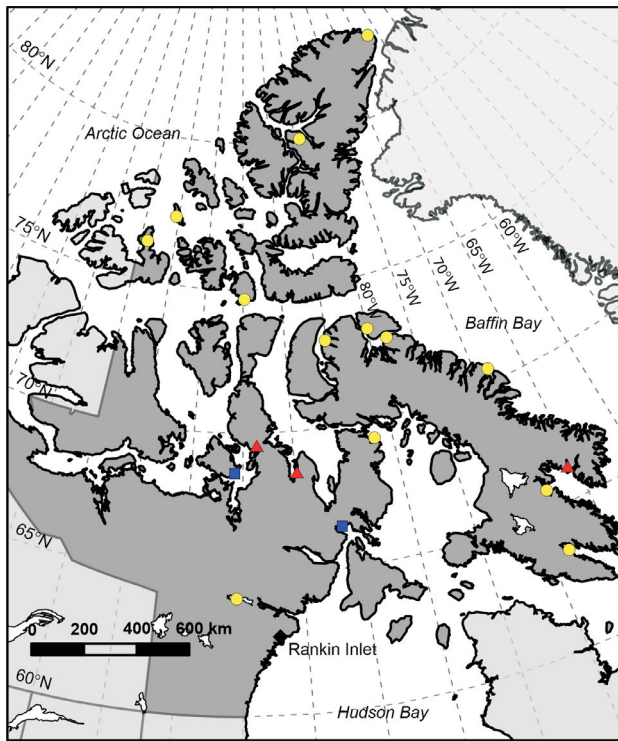 80°N
Arctic Ocean
75°N
60°W
65°W
70°W
75°W
80°W
Baffin Bay
70°N
65°N
0 200 400 600 km
Rankin Inlet
60°N
Hudson Bay